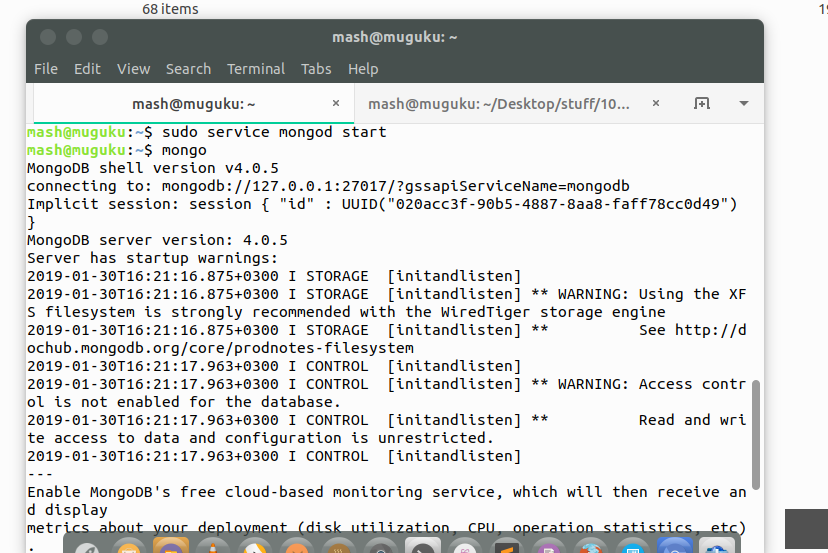 68 items
19
mash@muguku: ~
File Edit View Search Terminal Tabs Help
mash@muguku: ~ × mash@muguku: ~/Desktop/stuff/10... ×
mash@muguku:~$ sudo service mongod start
mash@muguku:~$ mongo
MongoDB shell version v4.0.5
connecting to: mongodb://127.0.0.1:27017/?gssapiServiceName=mongodb
Implicit session: session { "id" : UUID("020acc3f-90b5-4887-8aa8-faff78cc0d49")
}
MongoDB server version: 4.0.5
Server has startup warnings:
2019-01-30T16:21:16.875+0300 I STORAGE  [initandlisten]
2019-01-30T16:21:16.875+0300 I STORAGE  [initandlisten] ** WARNING: Using the XF
S filesystem is strongly recommended with the WiredTiger storage engine
2019-01-30T16:21:16.875+0300 I STORAGE  [initandlisten] **          See http://d
ochub.mongodb.org/core/prodnotes-filesystem
2019-01-30T16:21:17.963+0300 I CONTROL  [initandlisten]
2019-01-30T16:21:17.963+0300 I CONTROL  [initandlisten] ** WARNING: Access contr
ol is not enabled for the database.
2019-01-30T16:21:17.963+0300 I CONTROL  [initandlisten] **          Read and wri
te access to data and configuration is unrestricted.
2019-01-30T16:21:17.963+0300 I CONTROL  [initandlisten]
---
Enable MongoDB's free cloud-based monitoring service, which will then receive an
d display
metrics about your deployment (disk utilization, CPU, operation statistics, etc)
.